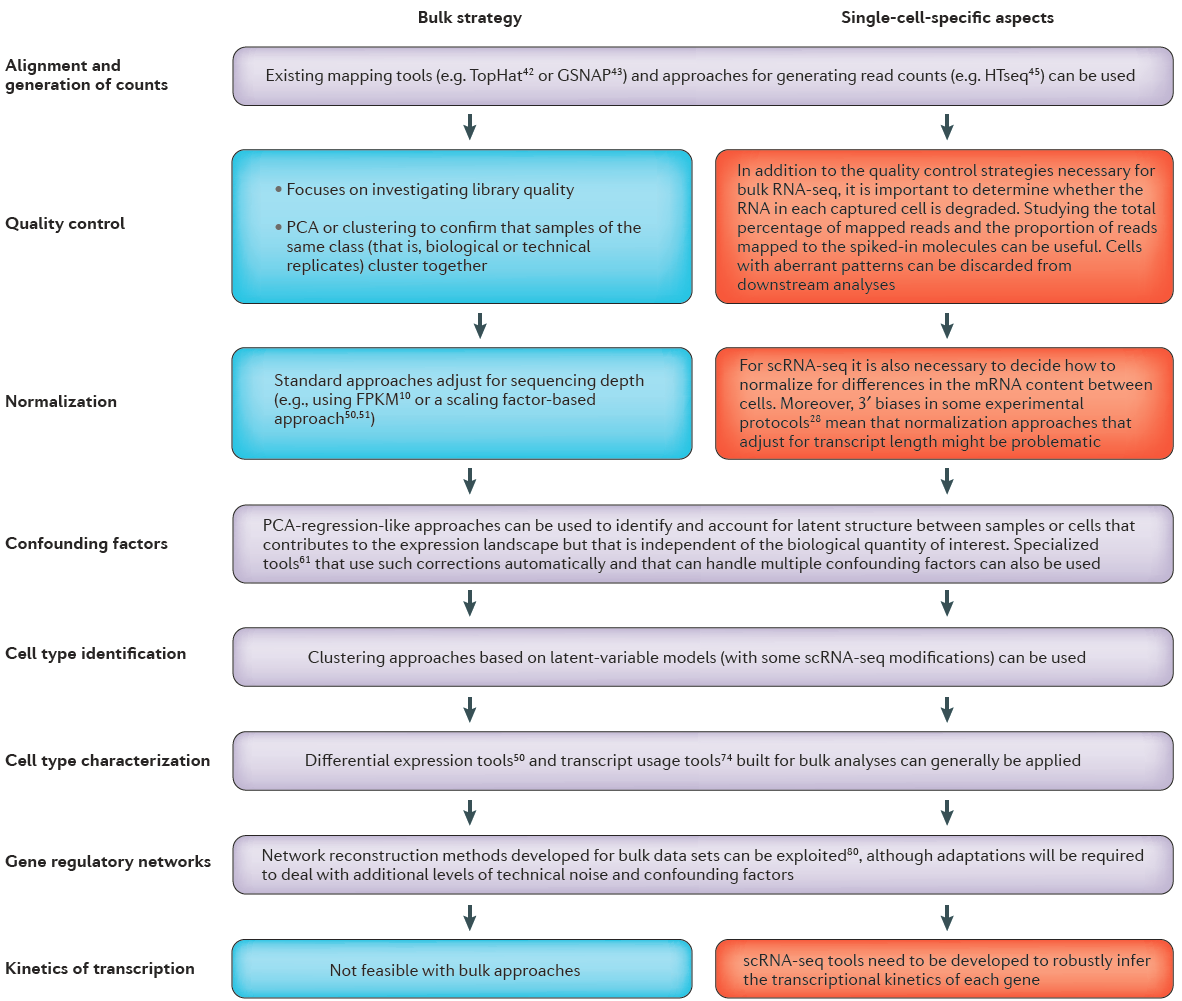 Bulk strategy
Single-cell-specific aspects
Alignment and
generation of counts
Existing mapping tools (e.g. TopHat⁴² or GSNAP⁴³) and approaches for generating read counts (e.g. HTseq⁴⁵) can be used
Quality control
• Focuses on investigating library quality
• PCA or clustering to confirm that samples of the
same class (that is, biological or technical
replicates) cluster together
In addition to the quality control strategies necessary for
bulk RNA-seq, it is important to determine whether the
RNA in each captured cell is degraded. Studying the total
percentage of mapped reads and the proportion of reads
mapped to the spiked-in molecules can be useful. Cells
with aberrant patterns can be discarded from
downstream analyses
Normalization
Standard approaches adjust for sequencing depth
(e.g., using FPKM¹⁰ or a scaling factor-based
approach⁵⁰,⁵¹)
For scRNA-seq it is also necessary to decide how to
normalize for differences in the mRNA content between
cells. Moreover, 3′ biases in some experimental
protocols²⁸ mean that normalization approaches that
adjust for transcript length might be problematic
Confounding factors
PCA-regression-like approaches can be used to identify and account for latent structure between samples or cells that
contributes to the expression landscape but that is independent of the biological quantity of interest. Specialized
tools⁶¹ that use such corrections automatically and that can handle multiple confounding factors can also be used
Cell type identification
Clustering approaches based on latent-variable models (with some scRNA-seq modifications) can be used
Cell type characterization
Differential expression tools⁵⁰ and transcript usage tools⁷⁴ built for bulk analyses can generally be applied
Gene regulatory networks
Network reconstruction methods developed for bulk data sets can be exploited⁸⁰, although adaptations will be required
to deal with additional levels of technical noise and confounding factors
Kinetics of transcription
Not feasible with bulk approaches
scRNA-seq tools need to be developed to robustly infer
the transcriptional kinetics of each gene